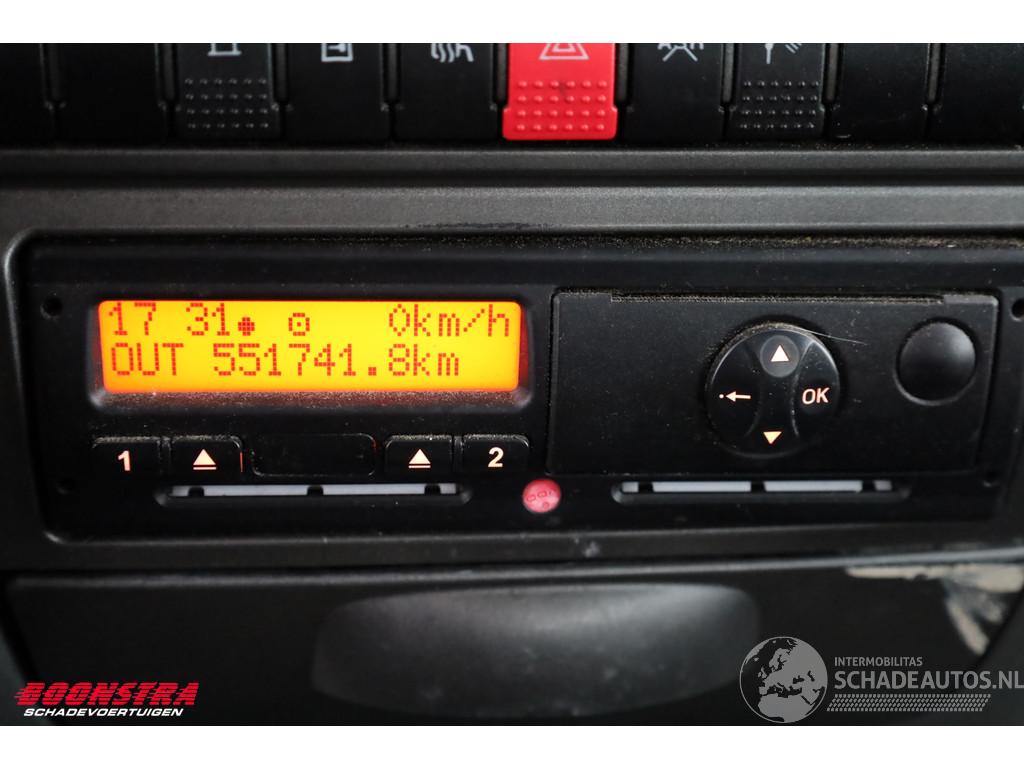 17 31 0km/h
OUT 551741.8km
OK
1
2
BOONSTRA
SCHADEVOERTUIGEN
INTERMOBILITAS
SCHADEAUTOS.NL